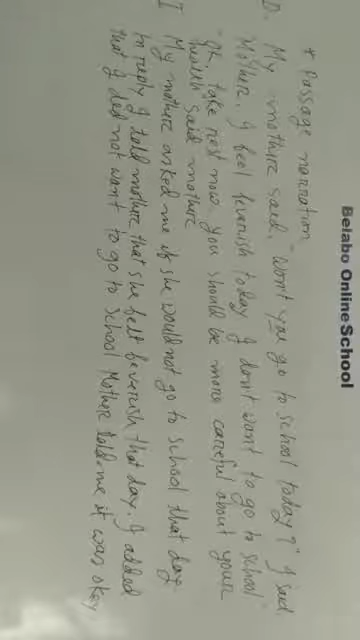 Belabo Online School
* Passage narration
D. My mother said, "Won't you go to school today?" I said,
Mother. I feel feverish today I don't want to go to school"
"Ok, take rest now. You should be more careful about your
health said mother
I My mother asked me if she would not go to school that day.
In reply I told mother that she felt feverish that day. I added
that I did not want to go to School Mother told me it was okay,